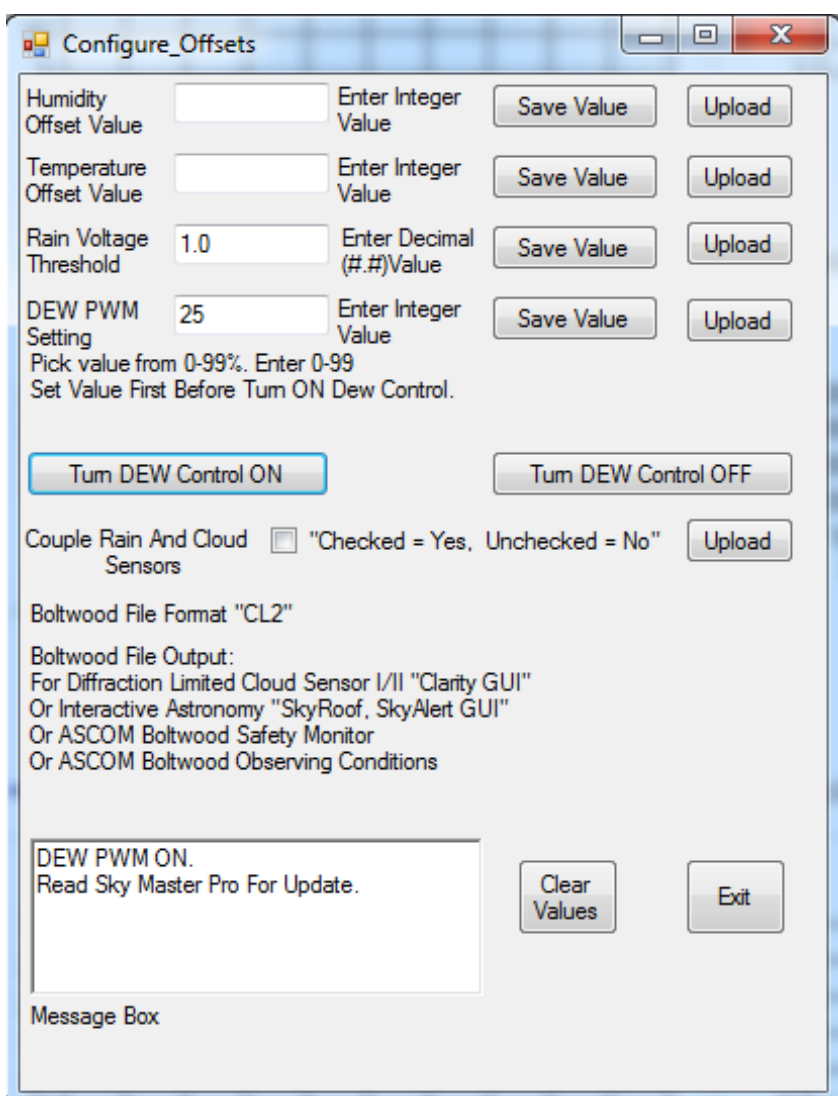 Configure_Offsets
Humidity Offset Value Enter Integer Value Save Value Upload
Temperature Offset Value Enter Integer Value Save Value Upload
Rain Voltage Threshold 1.0 Enter Decimal (#.#)Value Save Value Upload
DEW PWM Setting 25 Enter Integer Value Save Value Upload
Pick value from 0-99%. Enter 0-99
Set Value First Before Turn ON Dew Control.
Turn DEW Control ON Turn DEW Control OFF
Couple Rain And Cloud Sensors "Checked = Yes, Unchecked = No" Upload
Boltwood File Format "CL2"
Boltwood File Output:
For Diffraction Limited Cloud Sensor I/II "Clarity GUI"
Or Interactive Astronomy "SkyRoof, SkyAlert GUI"
Or ASCOM Boltwood Safety Monitor
Or ASCOM Boltwood Observing Conditions
DEW PWM ON.
Read Sky Master Pro For Update.
Clear Values
Exit
Message Box